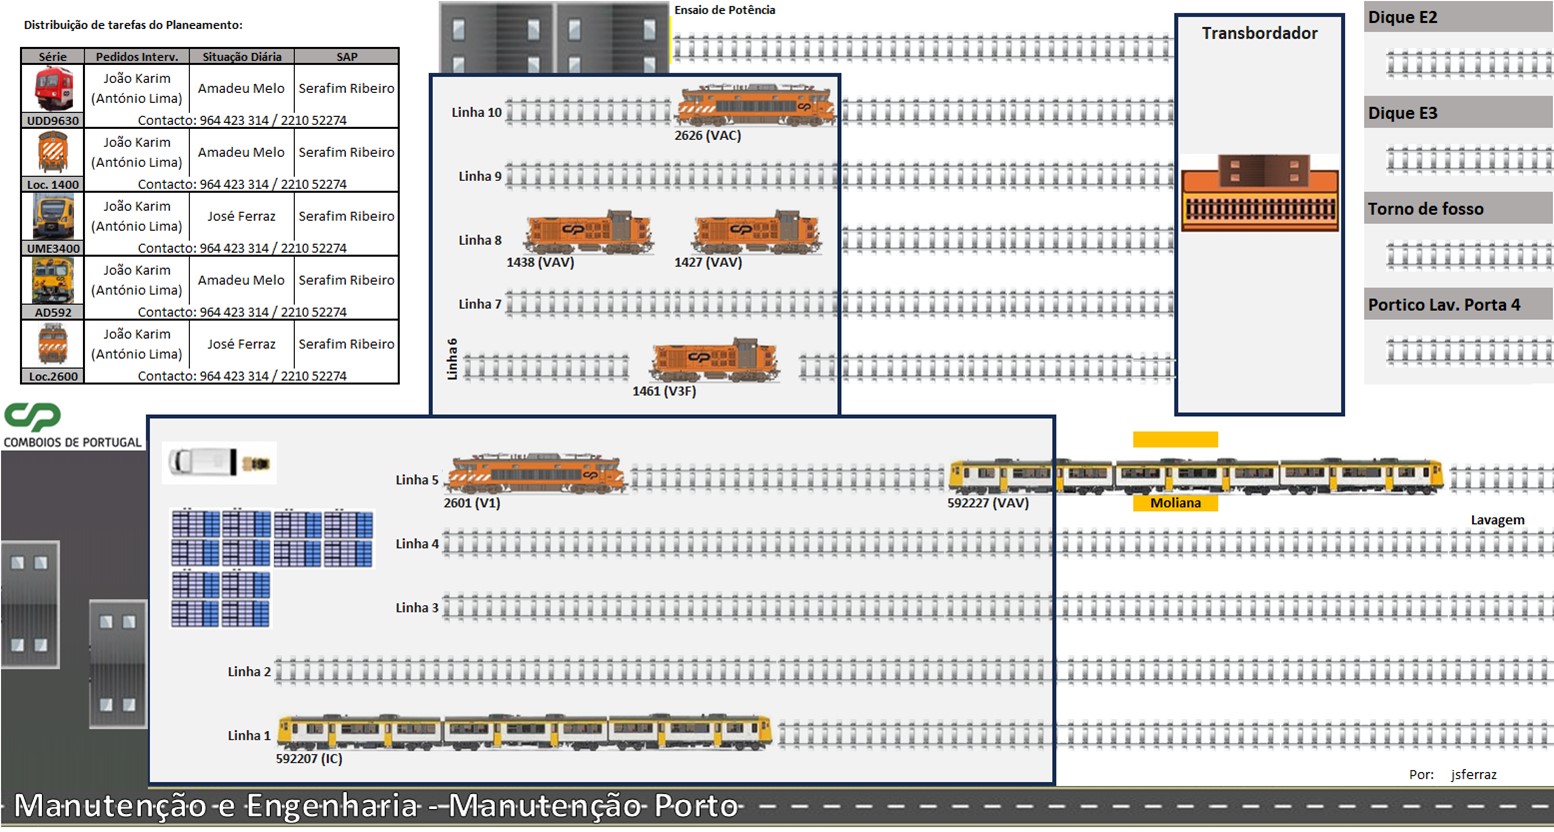 Distribuição de tarefas do Planeamento:
Série Pedidos Interv. Situação Diária SAP
João Karim
(António Lima) Amadeu Melo Serafim Ribeiro
UDD9630 Contacto: 964 423 314 / 2210 52274
João Karim
(António Lima) Amadeu Melo Serafim Ribeiro
Loc. 1400 Contacto: 964 423 314 / 2210 52274
João Karim
(António Lima) José Ferraz Serafim Ribeiro
UME3400 Contacto: 964 423 314 / 2210 52274
João Karim
(António Lima) Amadeu Melo Serafim Ribeiro
AD592 Contacto: 964 423 314 / 2210 52274
João Karim
(António Lima) José Ferraz Serafim Ribeiro
Loc.2600 Contacto: 964 423 314 / 2210 52274
CP
COMBOIOS DE PORTUGAL
Ensaio de Potência
Linha 10
2626 (VAC)
Linha 9
Linha 8
1438 (VAV)
1427 (VAV)
Linha 7
Linha 6
1461 (V3F)
Transbordador
Dique E2
Dique E3
Torno de fosso
Portico Lav. Porta 4
Linha 5
2601 (V1)
592227 (VAV)
Moliana
Lavagem
Linha 4
Linha 3
Linha 2
Linha 1
592207 (IC)
Por: jsferraz
Manutenção e Engenharia - Manutenção Porto